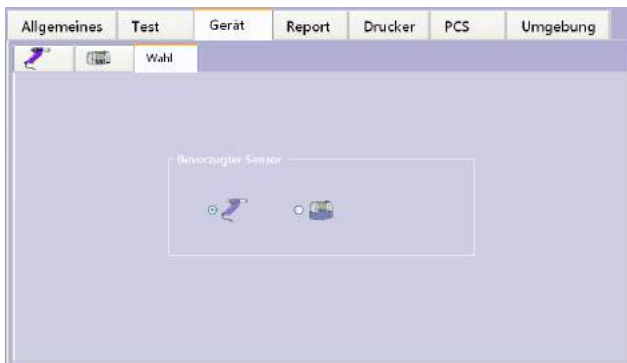 Allgemeines Test Gerät Report Drucker PCS Umgebung
Wahl
Bevorzugter Sensor